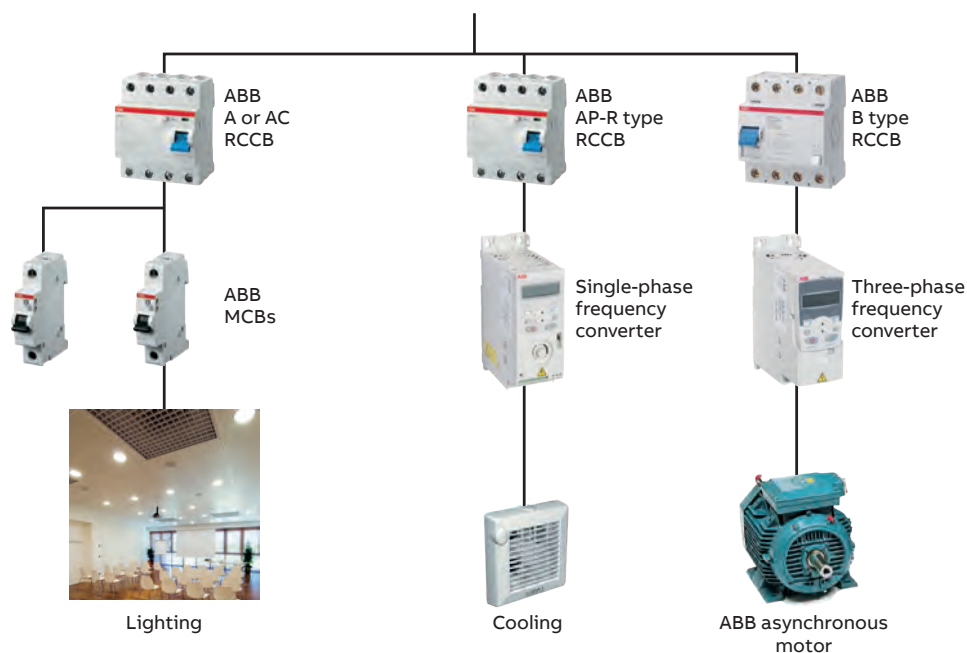 ABB
A or AC
RCCB
ABB
AP-R type
RCCB
ABB
B type
RCCB
ABB
MCBs
Single-phase
frequency
converter
Three-phase
frequency
converter
Lighting
Cooling
ABB asynchronous
motor